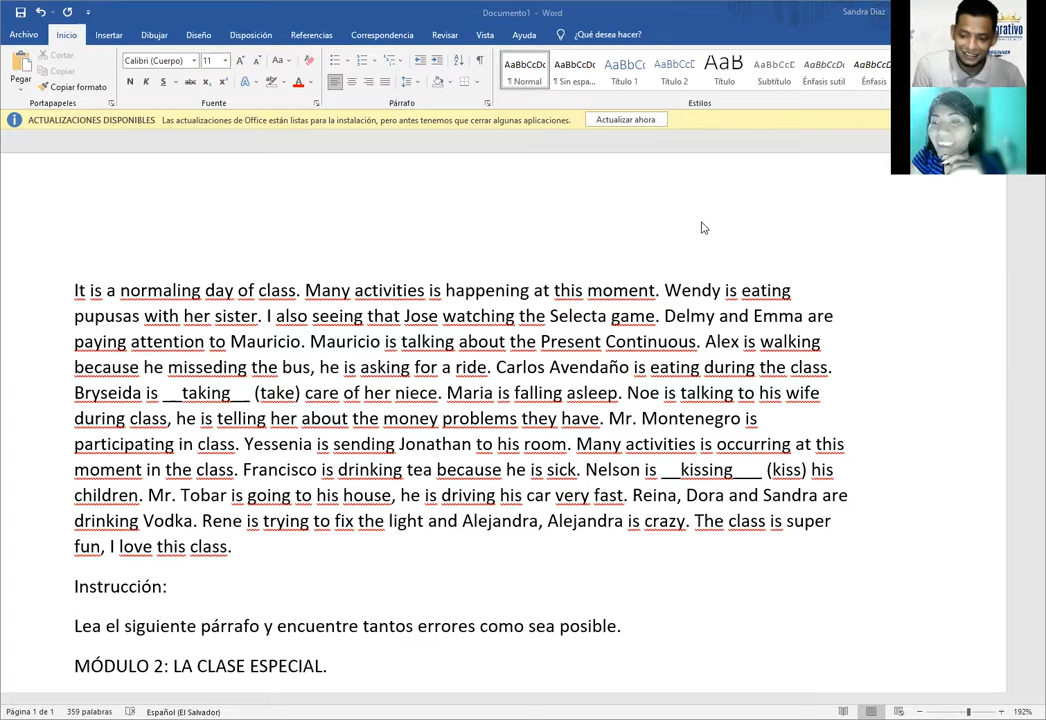 Documento1 - Word
Sandra Diaz
Archivo Inicio Insertar Dibujar Diseño Disposición Referencias Correspondencia Revisar Vista Ayuda ¿Qué desea hacer?
Pegar
Cortar
Copiar
Copiar formato
Calibri (Cuerpo) 11
N K S abc
AaBbCcDc AaBbCcDc AaBbCc AaBbCcC AaB AaBbCcC AaBbCcDc AaBbCcDc
¶ Normal ¶ Sin espa... Título 1 Título 2 Título Subtítulo Énfasis sutil Énfasis
Portapapeles Fuente Párrafo Estilos
ACTUALIZACIONES DISPONIBLES Las actualizaciones de Office están listas para la instalación, pero antes tenemos que cerrar algunas aplicaciones. Actualizar ahora
It is a normaling day of class. Many activities is happening at this moment. Wendy is eating
pupusas with her sister. I also seeing that Jose watching the Selecta game. Delmy and Emma are
paying attention to Mauricio. Mauricio is talking about the Present Continuous. Alex is walking
because he misseding the bus, he is asking for a ride. Carlos Avendaño is eating during the class.
Bryseida is __taking__ (take) care of her niece. Maria is falling asleep. Noe is talking to his wife
during class, he is telling her about the money problems they have. Mr. Montenegro is
participating in class. Yessenia is sending Jonathan to his room. Many activities is occurring at this
moment in the class. Francisco is drinking tea because he is sick. Nelson is __kissing___ (kiss) his
children. Mr. Tobar is going to his house, he is driving his car very fast. Reina, Dora and Sandra are
drinking Vodka. Rene is trying to fix the light and Alejandra, Alejandra is crazy. The class is super
fun, I love this class.
Instrucción:
Lea el siguiente párrafo y encuentre tantos errores como sea posible.
MÓDULO 2: LA CLASE ESPECIAL.
Página 1 de 1 359 palabras Español (El Salvador) 192%